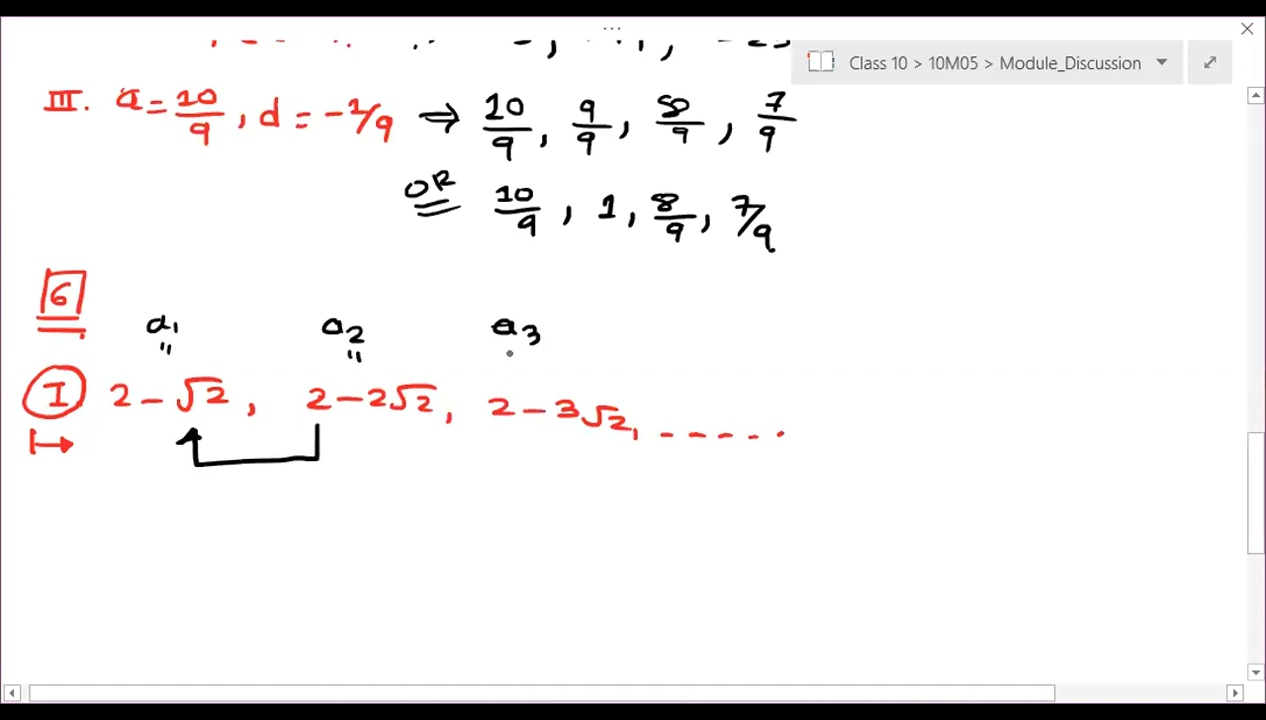 Class 10 > 10M05 > Module_Discussion
III. a = 10/9, d = -1/9 ⇒ 10/9, 9/9, 8/9, 7/9
OR 10/9, 1, 8/9, 7/9
6
a1 a2 a3
" "
I 2 - √2, 2 - 2√2, 2 - 3√2, ------